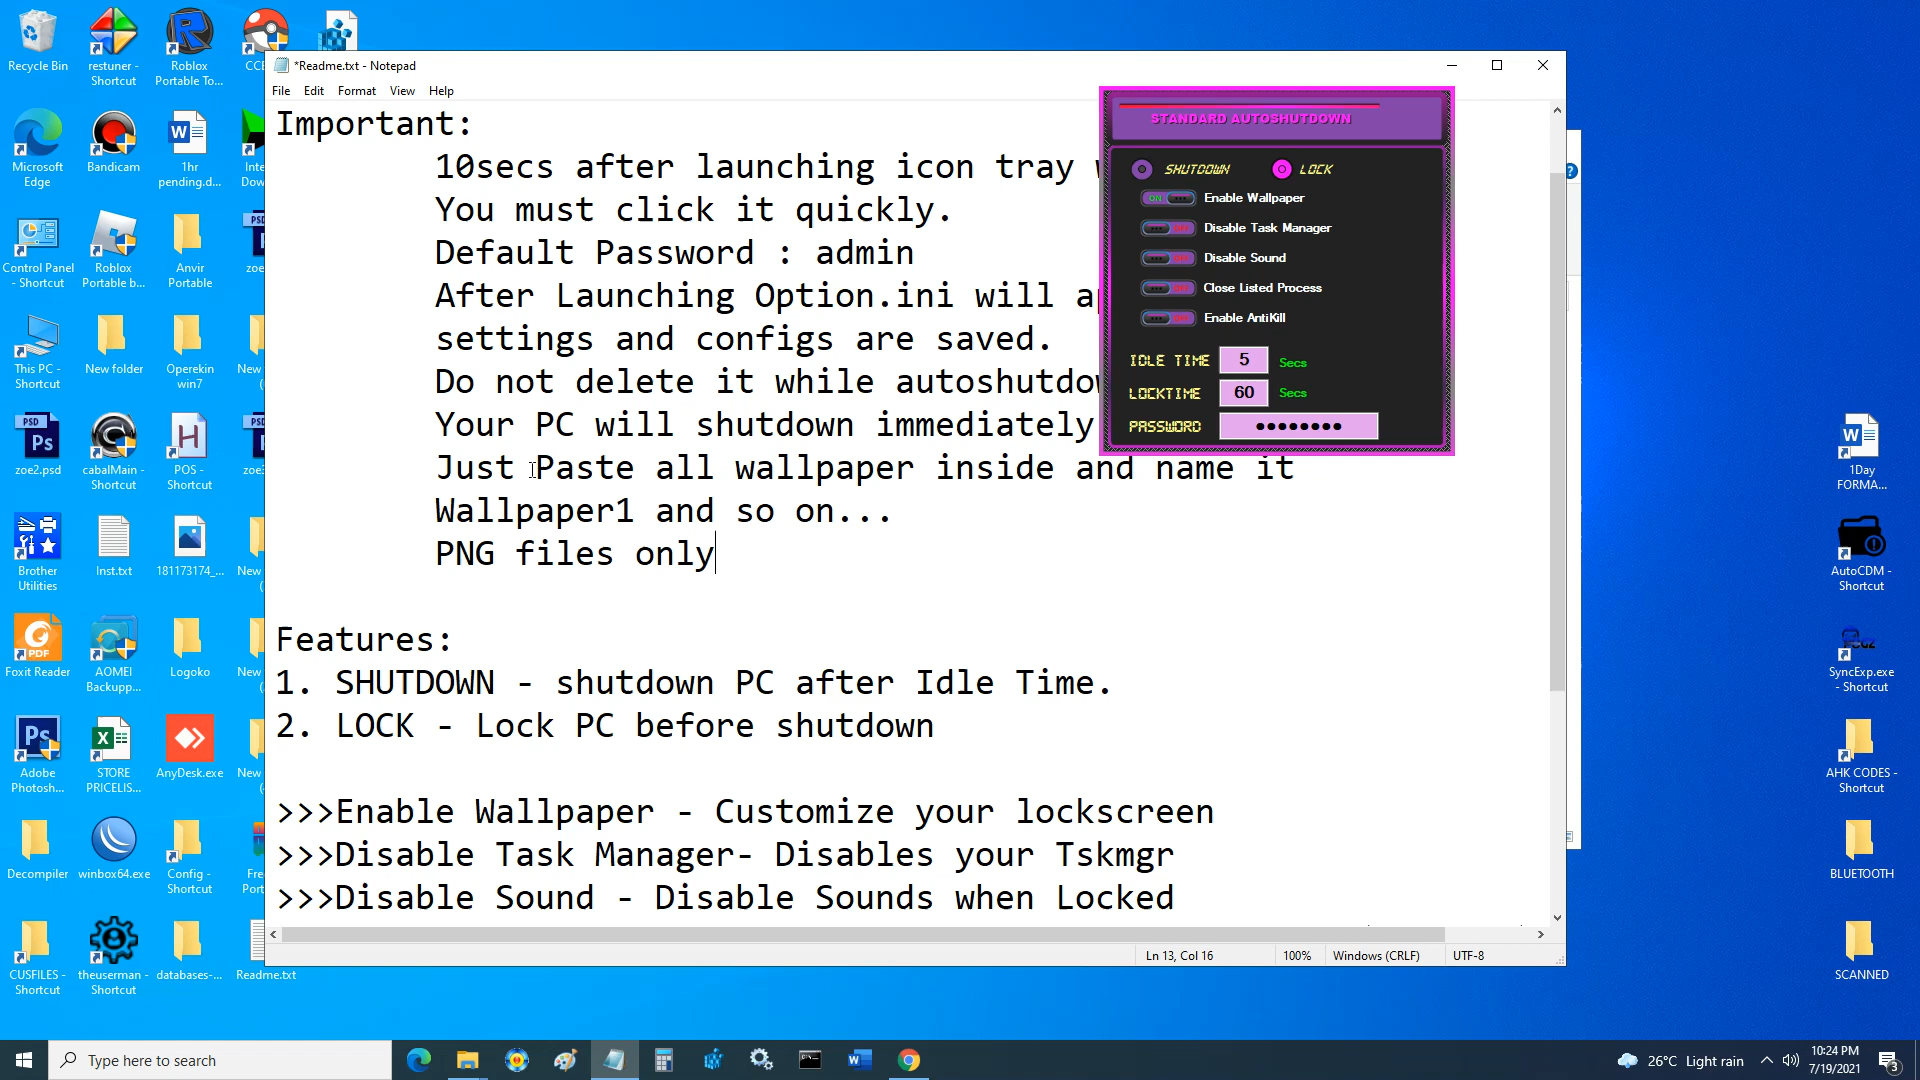 Recycle Bin
restuner -
Shortcut
Roblox
Portable To...
Microsoft
Edge
Bandicam
1hr
pending.d...
Control Panel
- Shortcut
Roblox
Portable b...
Anvir
Portable
This PC -
Shortcut
New folder
Operekin
win7
zoe2.psd
cabalMain -
Shortcut
POS -
Shortcut
Brother
Utilities
Inst.txt
181173174_...
Foxit Reader
AOMEI
Backupp...
Logoko
Adobe
Photosh...
STORE
PRICELIS...
AnyDesk.exe
Decompiler
winbox64.exe
Config -
Shortcut
CUSFILES -
Shortcut
theuserman -
Shortcut
databases-...
Readme.txt
*Readme.txt - Notepad
File Edit Format View Help
Important:
10secs after launching icon tray
You must click it quickly.
Default Password : admin
After Launching Option.ini will
settings and configs are saved.
Do not delete it while
Your PC will shutdown immediately
Just Paste all wallpaper inside and name it
Wallpaper1 and so on...
PNG files only
Features:
1. SHUTDOWN - shutdown PC after Idle Time.
2. LOCK - Lock PC before shutdown
>>>Enable Wallpaper - Customize your lockscreen
>>>Disable Task Manager- Disables your Tskmgr
>>>Disable Sound - Disable Sounds when Locked
Ln 13, Col 16 100% Windows (CRLF) UTF-8
STANDARD AUTOSHUTDOWN
SHUTDOWN LOCK
ON Enable Wallpaper
OFF Disable Task Manager
OFF Disable Sound
OFF Close Listed Process
OFF Enable AntiKill
IDLE TIME 5 Secs
LOCKTIME 60 Secs
PASSWORD ●●●●●●●●
1Day
FORMA...
AutoCDM -
Shortcut
SyncExp.exe
- Shortcut
AHK CODES -
Shortcut
BLUETOOTH
SCANNED
Type here to search
26°C Light rain
10:24 PM
7/19/2021
3